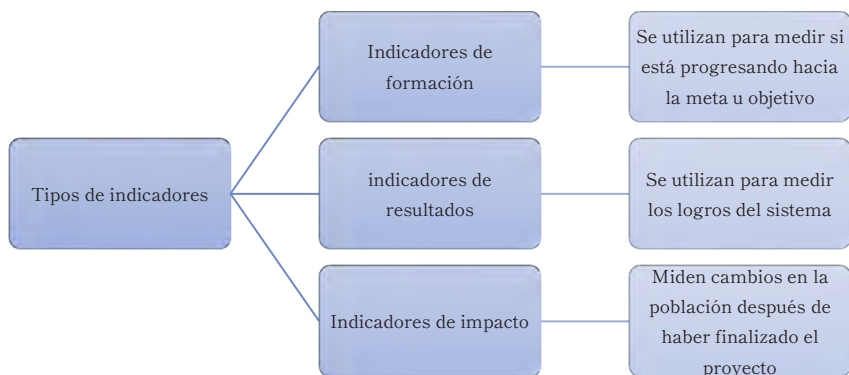 Tipos de indicadores
Indicadores de
formación
Se utilizan para medir si
está progresando hacia
la meta u objetivo
indicadores de
resultados
Se utilizan para medir
los logros del sistema
Indicadores de impacto
Miden cambios en la
población después de
haber finalizado el
proyecto